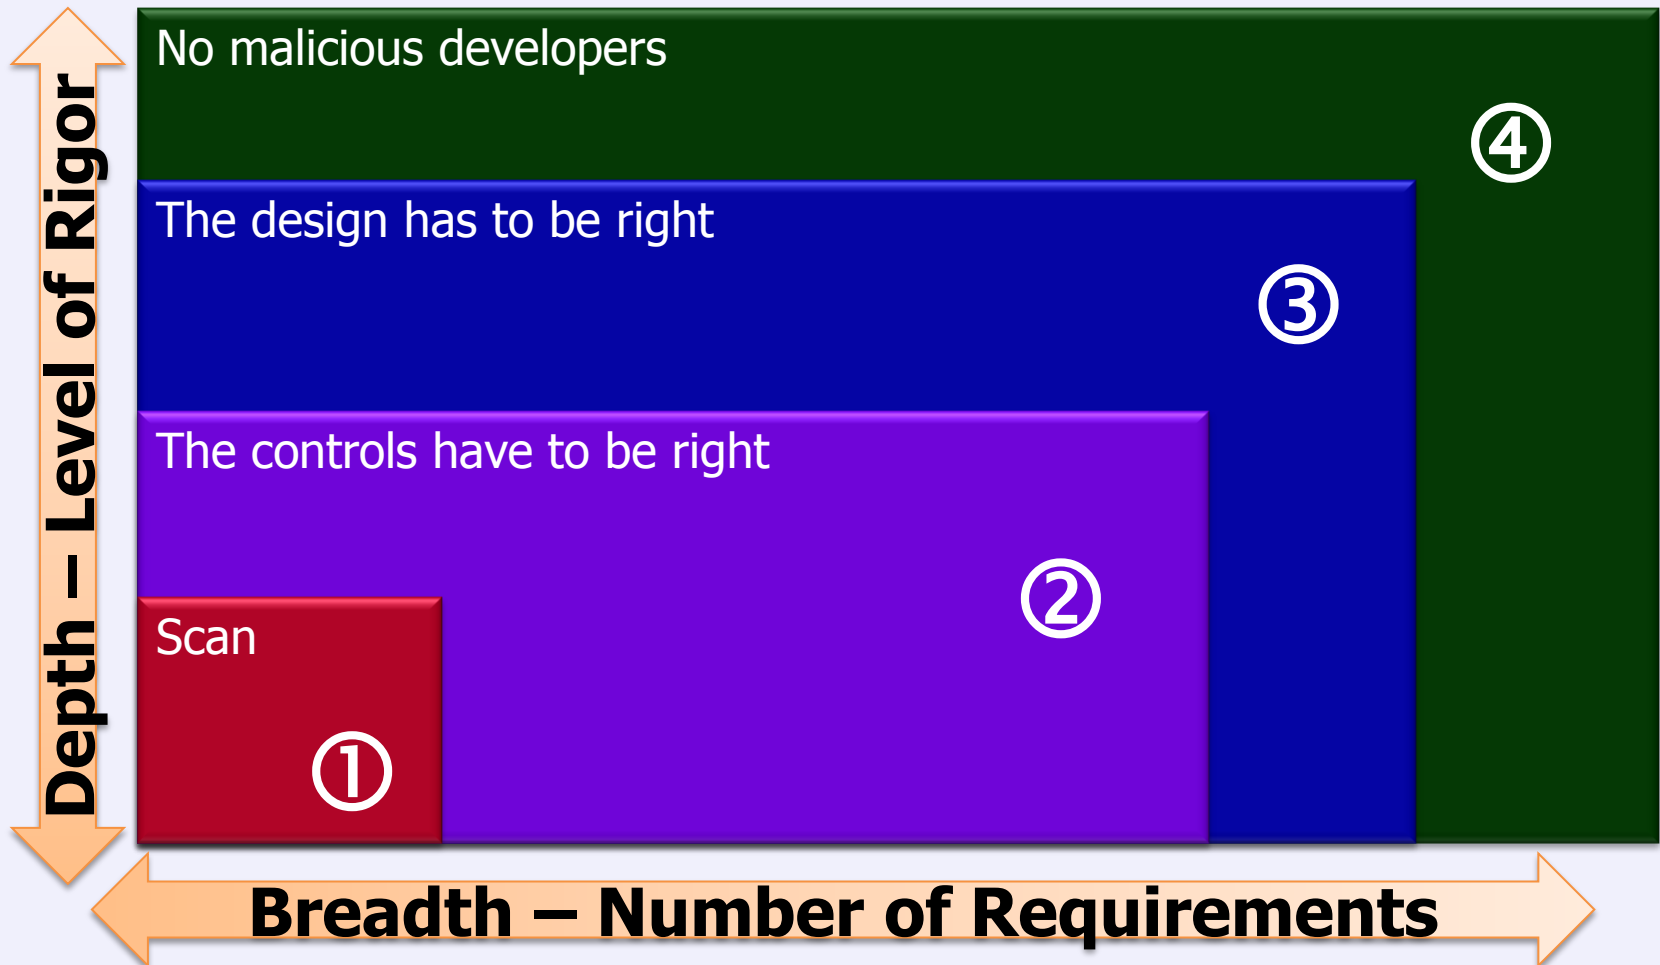 No malicious developers
④
The design has to be right
③
The controls have to be right
②
Scan
①
Depth – Level of Rigor
Breadth – Number of Requirements